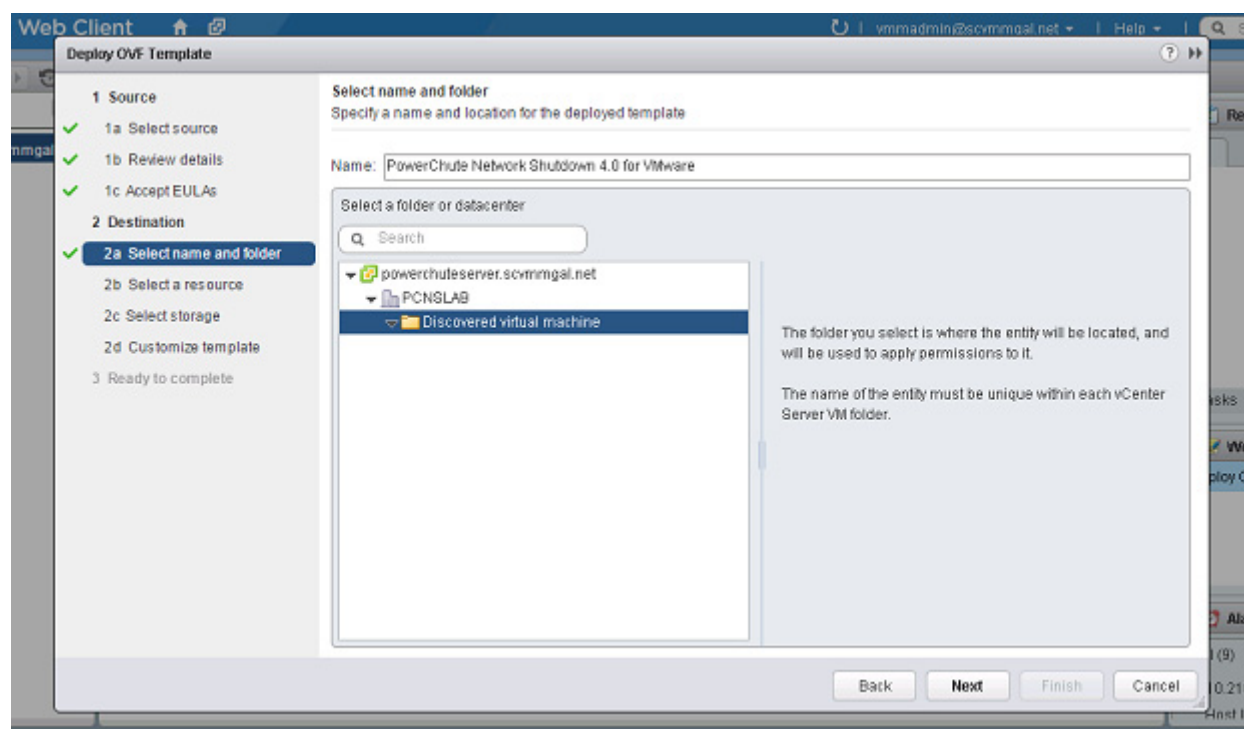 Web Client
vmmadmin@scvmmgal.net
Help
Deploy OVF Template
1 Source
1a Select source
1b Review details
1c Accept EULAs
2 Destination
2a Select name and folder
2b Select a resource
2c Select storage
2d Customize template
3 Ready to complete
Select name and folder
Specify a name and location for the deployed template
Name: PowerChute Network Shutdown 4.0 for VMware
Select a folder or datacenter
Search
powerchuteserver.scvmmgal.net
PCNSLAB
Discovered virtual machine
The folder you select is where the entity will be located, and
will be used to apply permissions to it.
The name of the entity must be unique within each vCenter
Server VM folder.
Back
Next
Finish
Cancel